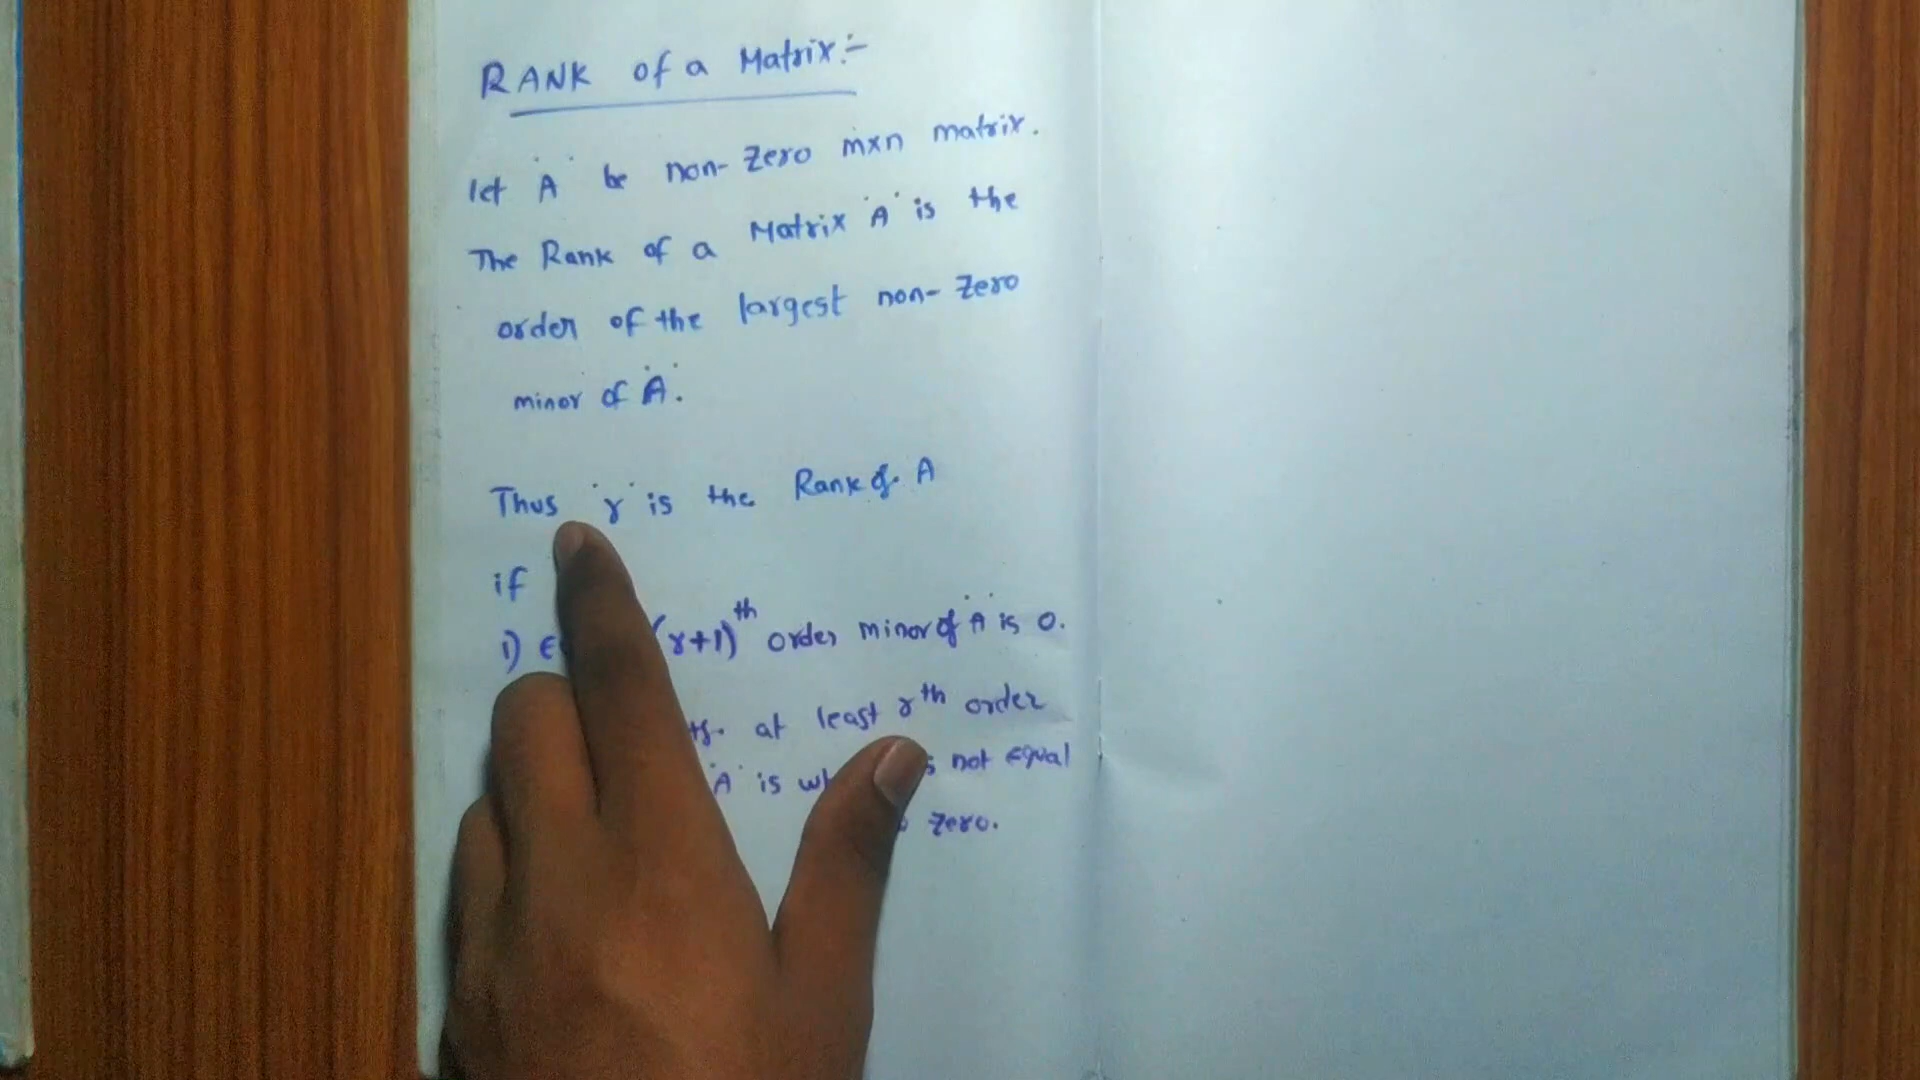 RANK of a Matrix:-
let 'A' be non-zero mxn matrix.
The Rank of a Matrix 'A' is the
order of the largest non-zero
minor of 'A'.
Thus 'r' is the Rank of A
if
1) (r+1)th order minor of 'A' is 0.
at least rth order
'A' is not equal
zero.